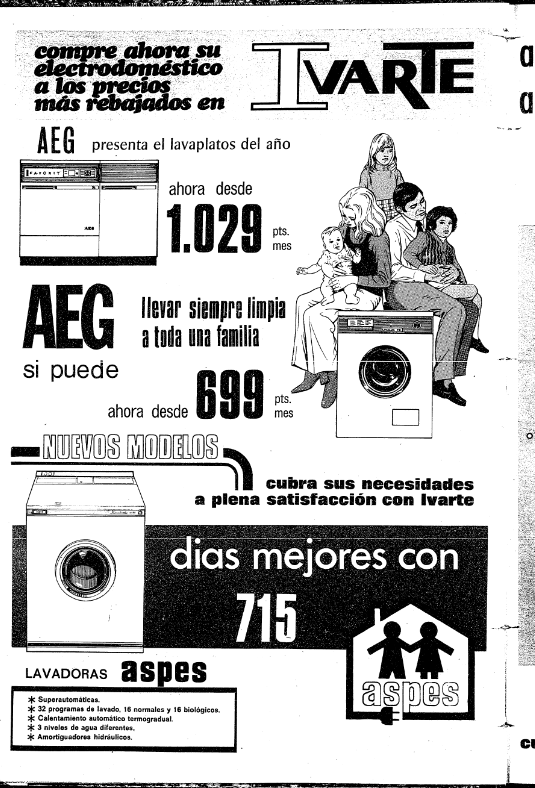 compre ahora su
electrodoméstico
a los precios
más rebajados en
IVARTE
AEG presenta el lavaplatos del año
FAVORIT
AEG
ahora desde
1.029 pts. mes
AEG
si puede
llevar siempre limpia
a toda una familia
ahora desde 699 pts. mes
NUEVOS MODELOS
cubra sus necesidades
a plena satisfacción con Ivarte
dias mejores con
715
aspes
LAVADORAS aspes
* Superautomáticas.
* 32 programas de lavado, 16 normales y 16 biológicos.
* Calentamiento automático termogradual.
* 3 niveles de agua diferentes.
* Amortiguadores hidráulicos.
a
a
cu